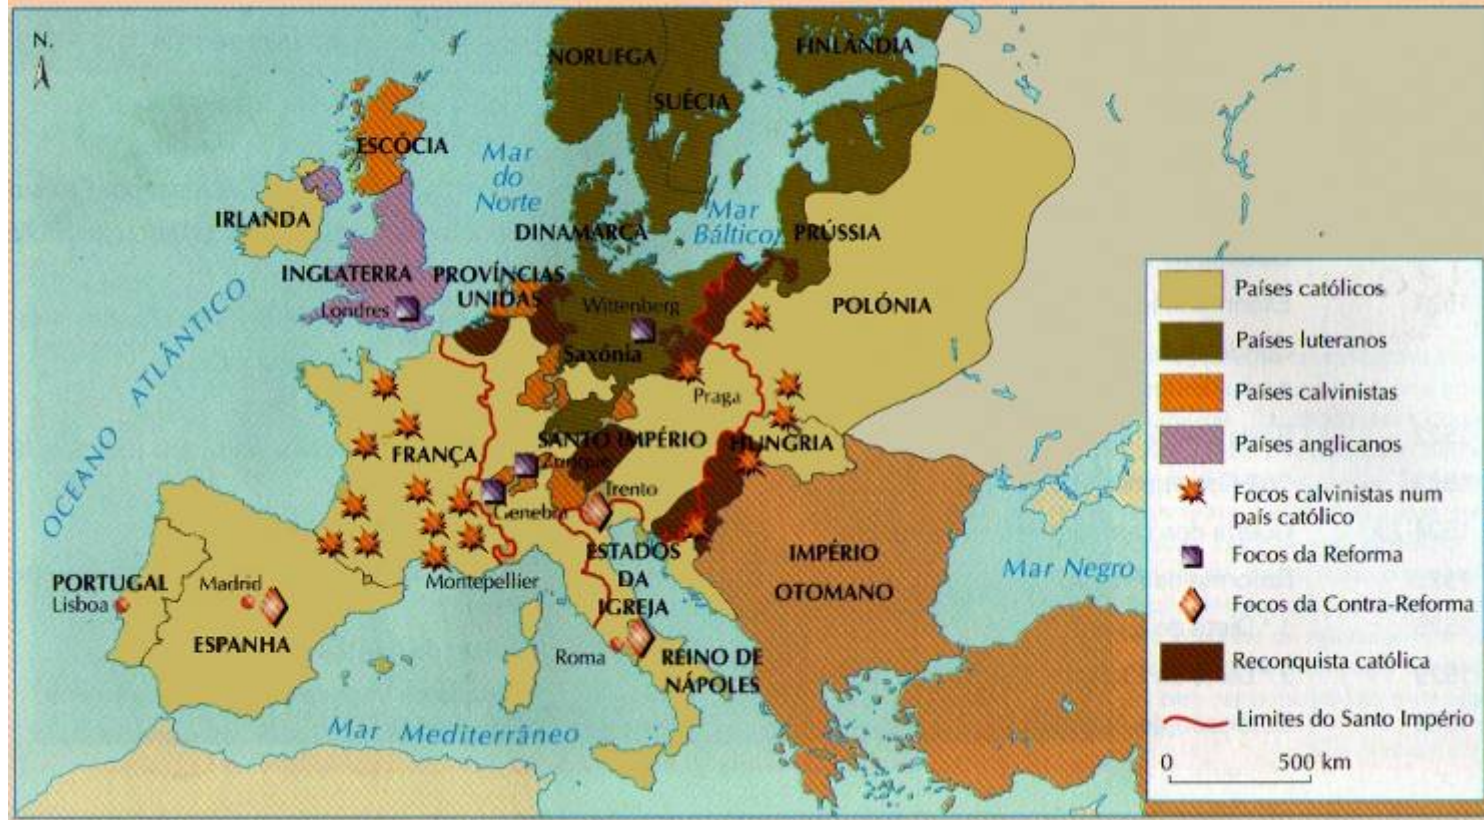 N.
NORUEGA
FINLÂNDIA
SUÉCIA
ESCÓCIA
Mar
do
Norte
IRLANDA
Mar
Báltico
DINAMARCA
PRÚSSIA
INGLATERRA
PROVÍNCIAS
UNIDAS
Londres
Wittenberg
POLÓNIA
OCEANO ATLÂNTICO
Saxónia
Praga
SANTO IMPÉRIO
HUNGRIA
FRANÇA
Zurique
Trento
Genebra
ESTADOS
DA
IGREJA
IMPÉRIO
OTOMANO
Mar Negro
Montepellier
PORTUGAL
Lisboa
Madrid
ESPANHA
Roma
REINO DE
NÁPOLES
Mar Mediterrâneo
Países católicos
Países luteranos
Países calvinistas
Países anglicanos
Focos calvinistas num
país católico
Focos da Reforma
Focos da Contra-Reforma
Reconquista católica
Limites do Santo Império
0 500 km